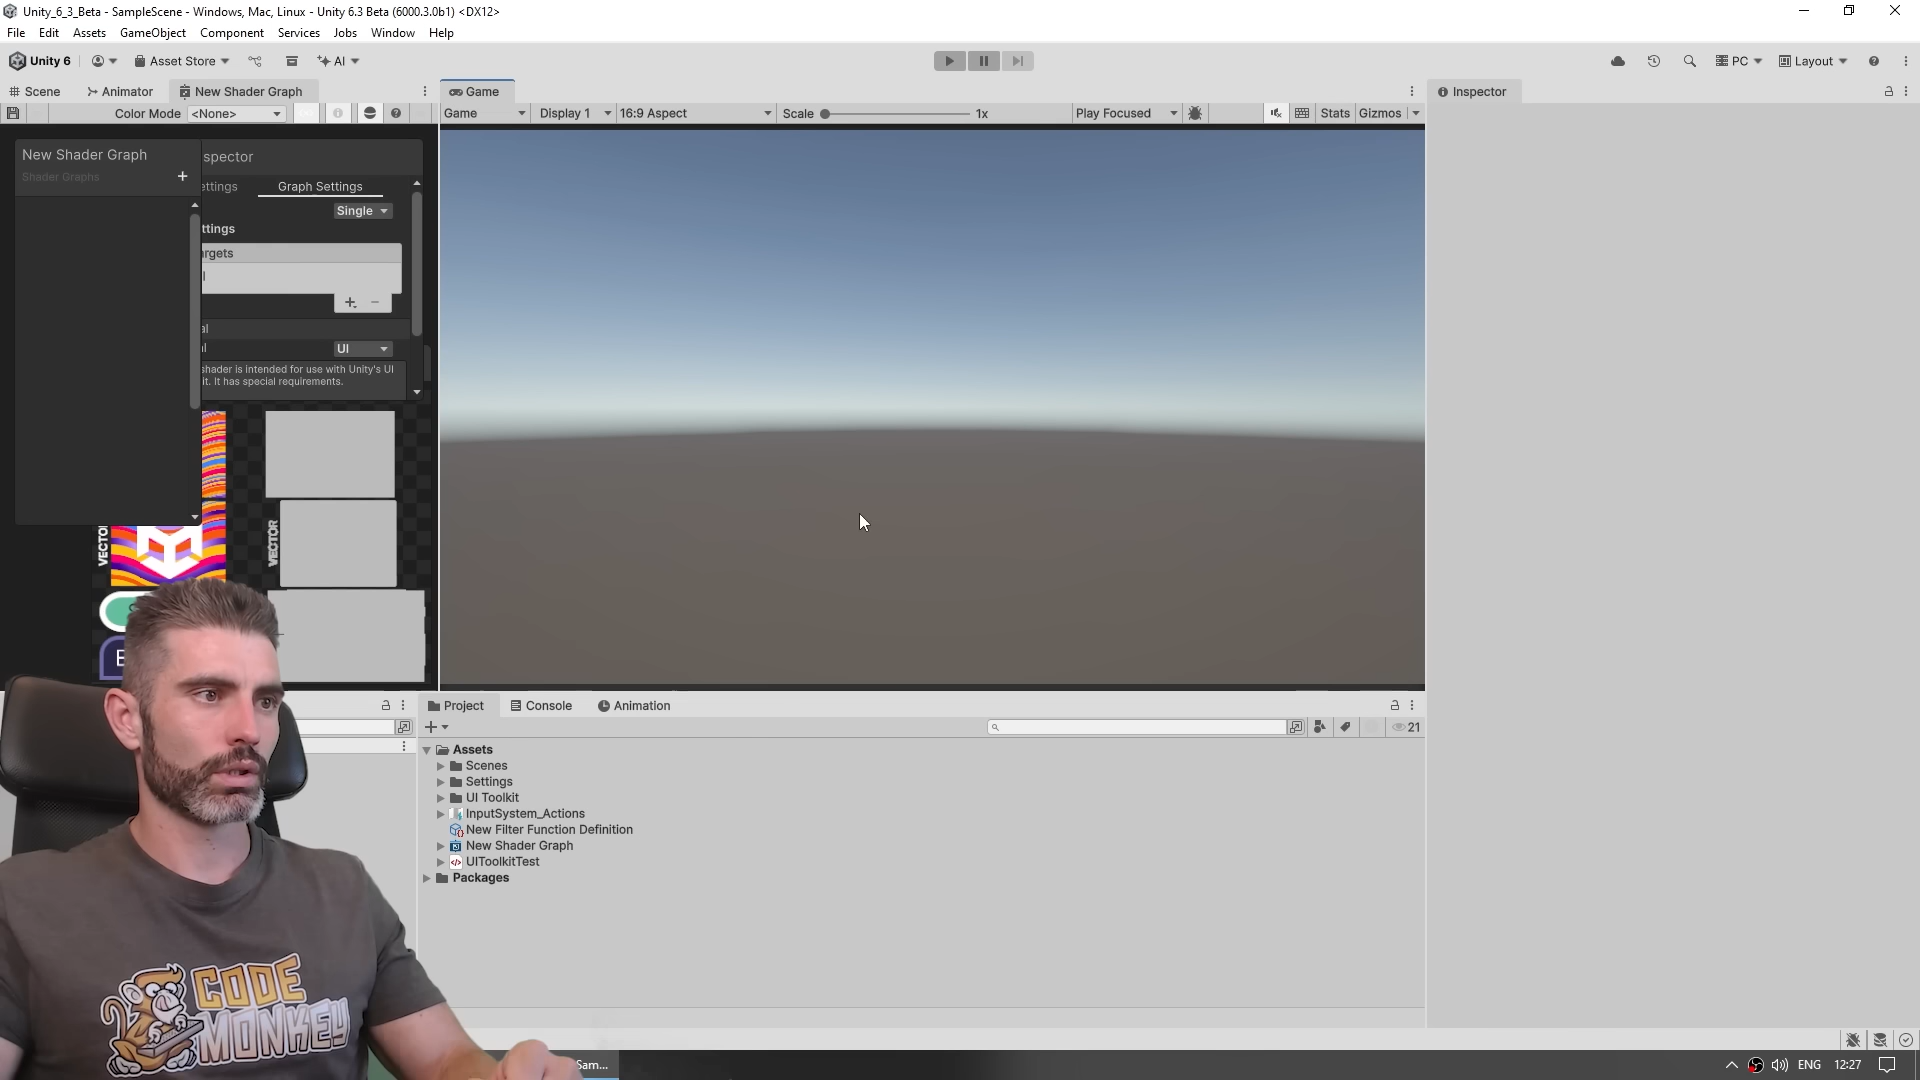 Unity_6_3_Beta - SampleScene - Windows, Mac, Linux - Unity 6.3 Beta (6000.3.0b1) <DX12>
File Edit Assets GameObject Component Services Jobs Window Help
Unity 6 Asset Store AI PC Layout
Scene Animator New Shader Graph Game Inspector
Color Mode <None> Game Display 1 16:9 Aspect Scale 1x Play Focused Stats Gizmos
New Shader Graph
Shader Graphs
spector
ettings Graph Settings
Single
ttings
rgets
UI
shader is intended for use with Unity's UI
it. It has special requirements.
VECTOR
VECTOR
E
Project Console Animation
21
Assets
Scenes
Settings
UI Toolkit
InputSystem_Actions
New Filter Function Definition
New Shader Graph
UIToolkitTest
Packages
CODE
MONKEY
Sam...
ENG 12:27